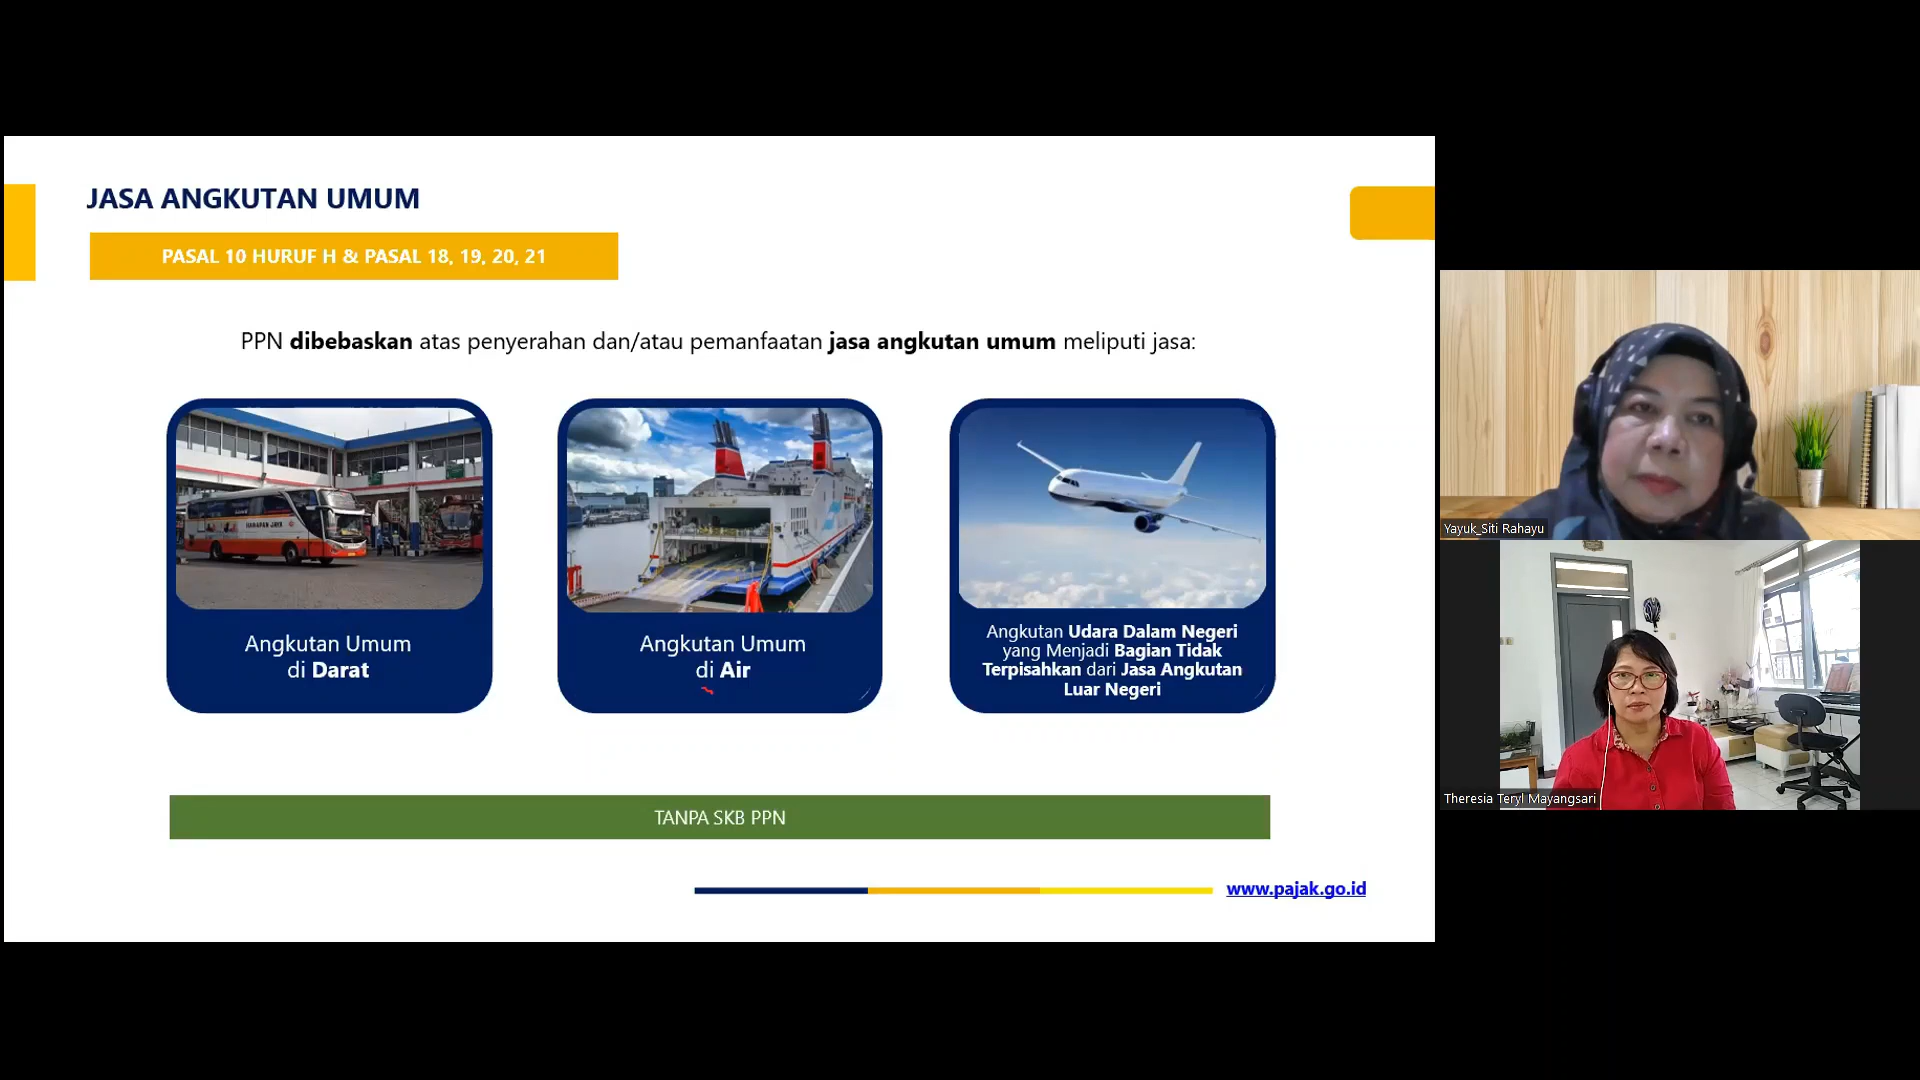 JASA ANGKUTAN UMUM
PASAL 10 HURUF H & PASAL 18, 19, 20, 21
PPN dibebaskan atas penyerahan dan/atau pemanfaatan jasa angkutan umum meliputi jasa:
HARAPAN JAYA
Angkutan Umum
di Darat
Angkutan Umum
di Air
Angkutan Udara Dalam Negeri
yang Menjadi Bagian Tidak
Terpisahkan dari Jasa Angkutan
Luar Negeri
TANPA SKB PPN
www.pajak.go.id
Yayuk_Siti Rahayu
Theresia Teryl Mayangsari